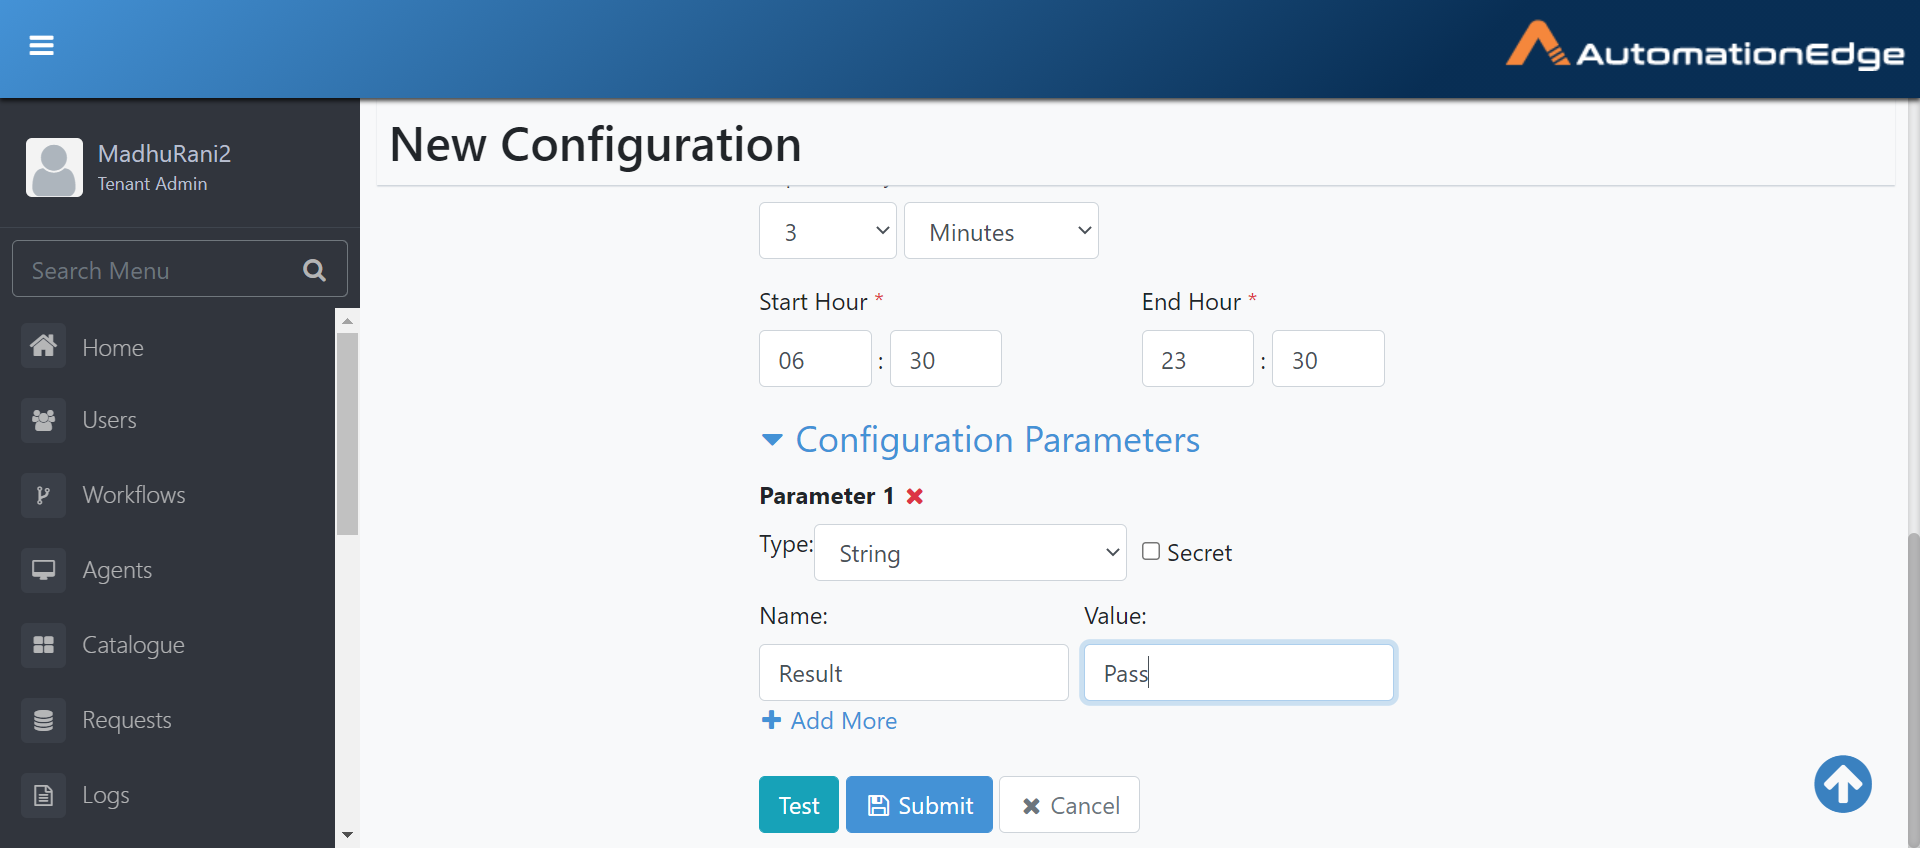 AutomationEdge
MadhuRani2
Tenant Admin
Search Menu
Home
Users
Workflows
Agents
Catalogue
Requests
Logs
New Configuration
3 Minutes
Start Hour * End Hour *
06 : 30 23 : 30
Configuration Parameters
Parameter 1
Type: String Secret
Name: Value:
Result Pass
Add More
Test Submit Cancel